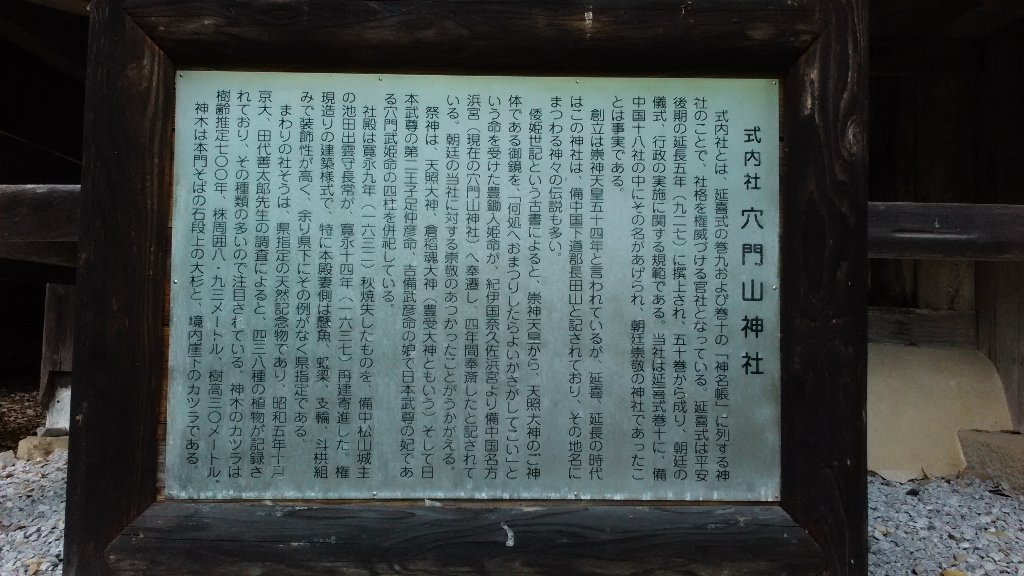 式内社 穴門山神社
式内社とは、延喜式の巻九および巻十の「神名帳」に列する神
社のことで、社格を権威づける官社となっている。延喜式は平安
後期の延長五年（九二七）に撰上され、五十巻から成り、朝廷の
儀式、行政の実施に関する規範である。当社は延喜式巻十に、備
中国十八社の中にその名があげられ、朝廷崇敬の神社であったこ
とは事実である。
創立は崇神天皇五十四年と言われているが、延喜、延長の時代
はこの神社は、備中国下道郡長田山と記されており、その地名に
まつわる神々の伝説も多い。
倭姫世記という古書によると、崇神天皇から、天照大神のご神
体である御鏡を、「何処へおまつりしたらよいかさがしてこい」と
いう命を受けた豊鋤入姫命が、紀伊国奈久佐浜宮より備中国名方
浜宮（現在の穴門山神社）へ奉遷し、四年間奉斎したと記されて
いる。朝廷の当社に対する崇敬のあつかったことがうかがえる。
祭神は、天照大神、倉稲魂大神（豊受大神ともいう）そして日
本武尊の第二王子足仲彦命、吉備武彦命の娘で日本武尊の妃であ
る穴門武姫命の四柱を併祀している。
社殿は寛永九年（一六三二）秋焼失したものを、備中松山城主
の池田出雲守長常が、寛永十四年（一六三七）再建寄進した。権
現造りの建築様式で、特に本殿妻側は懸魚、虹梁、支輪、斗栱組
みで装飾性が高く、余り県下にその例がなく県指定である。
まわりの社そうは、県指定の天然記念物であり、昭和五年十月
京大、田代善太郎先生の調査によると、四三八種の植物が記録さ
れており、その種類の多いので注目されている。神木のカツラは
樹齢推定七〇〇年、株周囲八・九三メートル、樹高三〇メートル。
神木は本門そばの石段上の大杉と、境内崖下のカツラである。